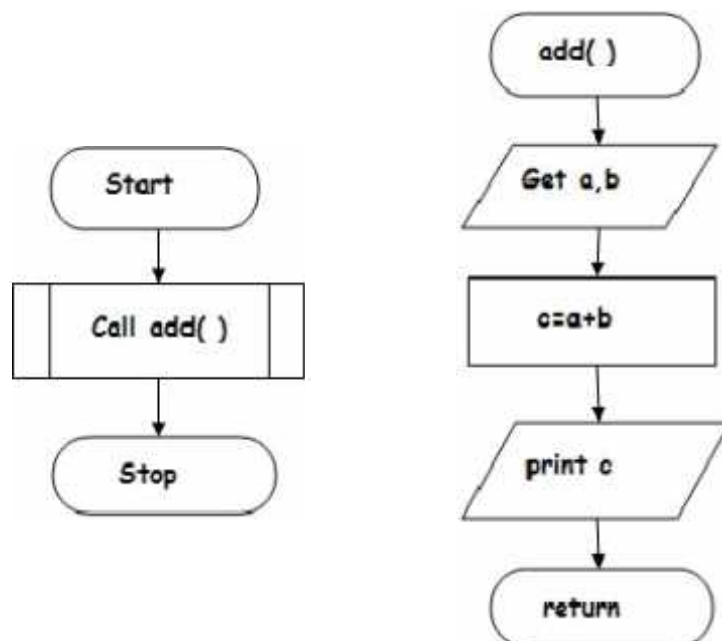 Start
Call add( )
Stop
add( )
Get a,b
c=a+b
print c
return